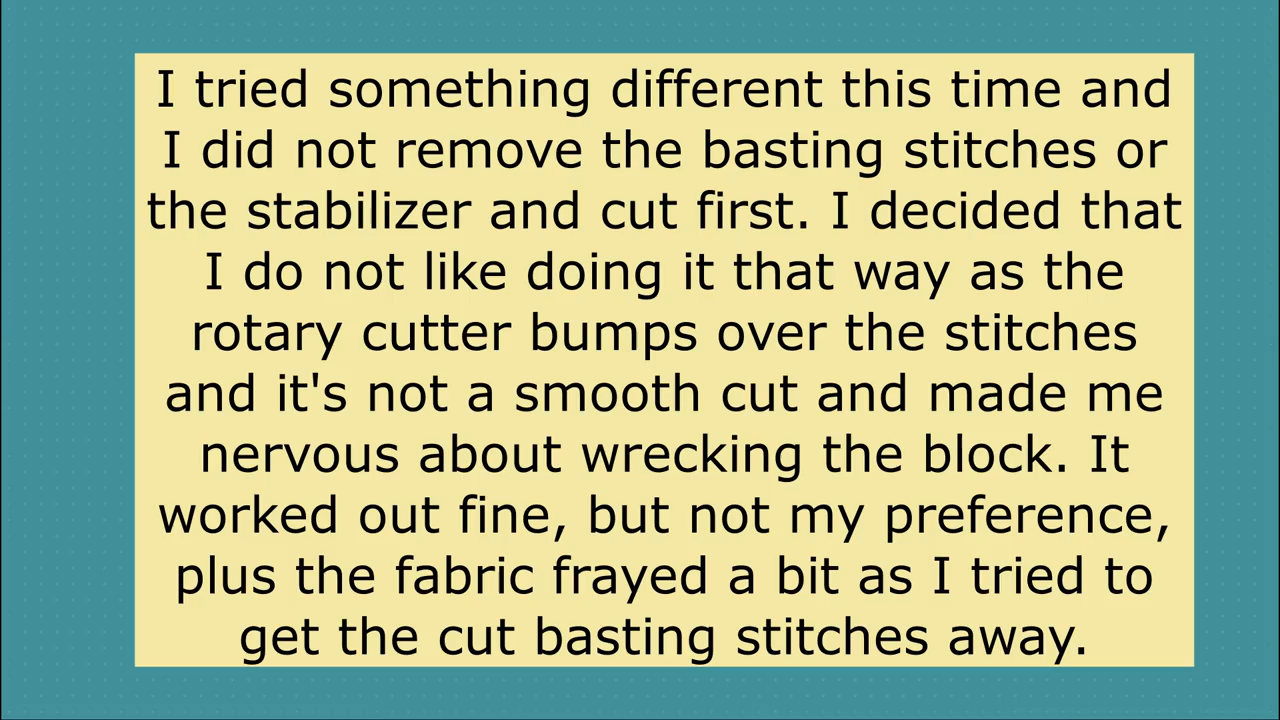 I tried something different this time and
I did not remove the basting stitches or
the stabilizer and cut first. I decided that
I do not like doing it that way as the
rotary cutter bumps over the stitches
and it's not a smooth cut and made me
nervous about wrecking the block. It
worked out fine, but not my preference,
plus the fabric frayed a bit as I tried to
get the cut basting stitches away.